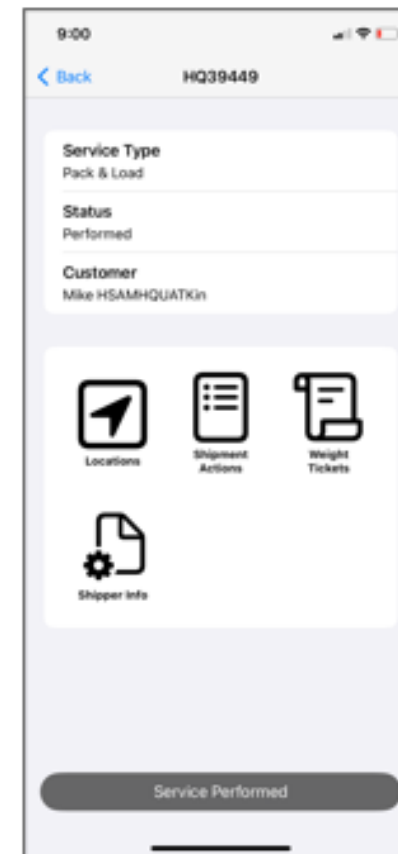 9:00
Back HQ39449
Service Type
Pack & Load
Status
Performed
Customer
Mike HSAMHQUATKin
Locations
Shipment
Actions
Weight
Tickets
Shipper Info
Service Performed